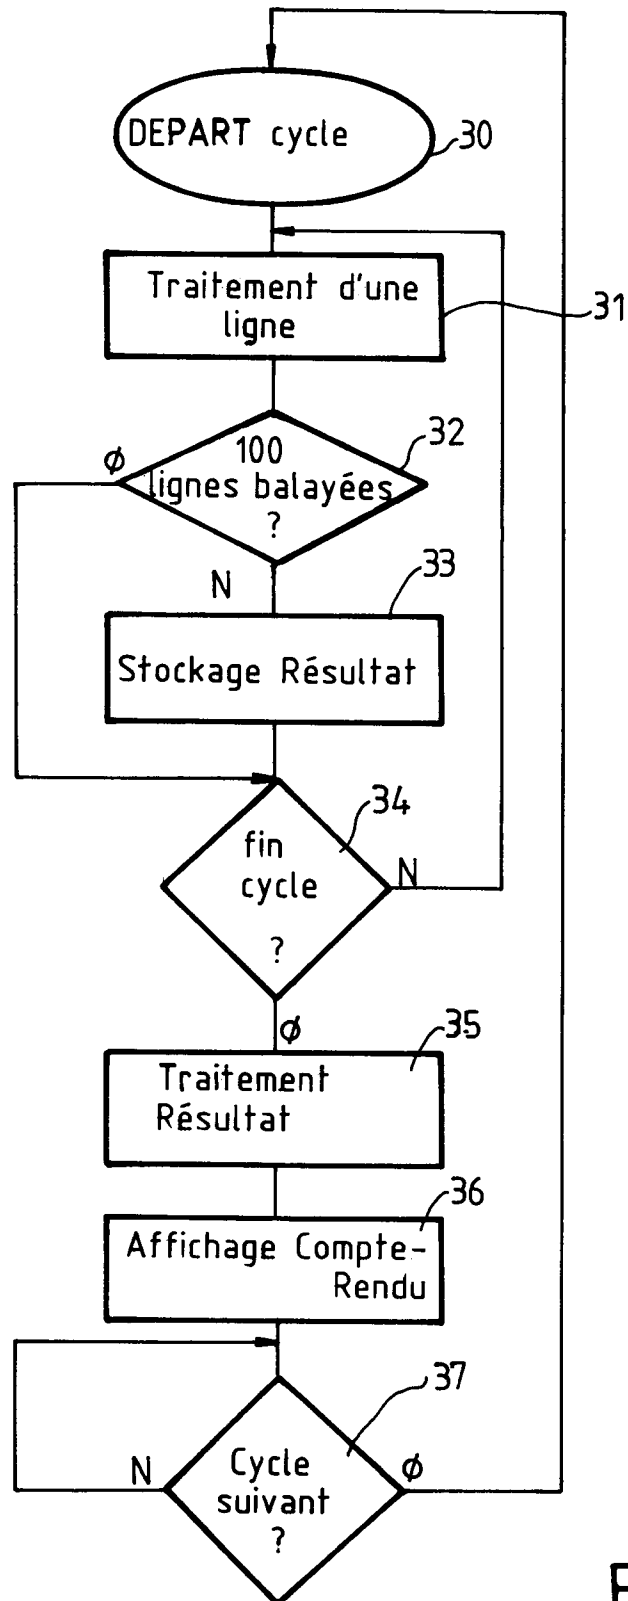 DEPART cycle
30
Traitement d'une
ligne
31
100
lignes balayées
?
32
Ø
N
33
Stockage Résultat
34
fin
cycle
?
N
Ø
35
Traitement
Résultat
36
Affichage Compte-
Rendu
37
N
Cycle
suivant
?
Ø